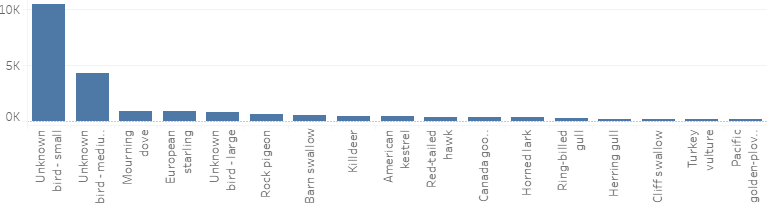 10K
5K
0K
Unknown
bird - small
Unknown
bird - mediu..
Mourning
dove
European
starling
Unknown
bird - large
Rock pigeon
Barn swallow
Killdeer
American
kestrel
Red-tailed
hawk
Canada goo..
Horned lark
Ring-billed
gull
Herring gull
Cliff swallow
Turkey
vulture
Pacific
golden-plov..